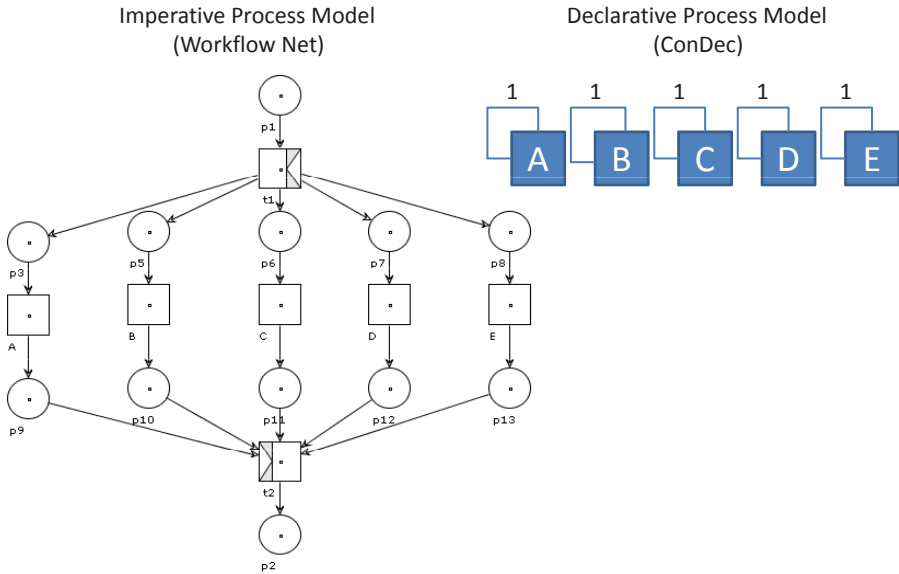 Imperative Process Model
(Workflow Net)
Declarative Process Model
(ConDec)
1 1 1 1 1
A B C D E
p1
t1
p3 p5 p6 p7 p8
A B C D E
p9 p10 p11 p12 p13
t2
p2